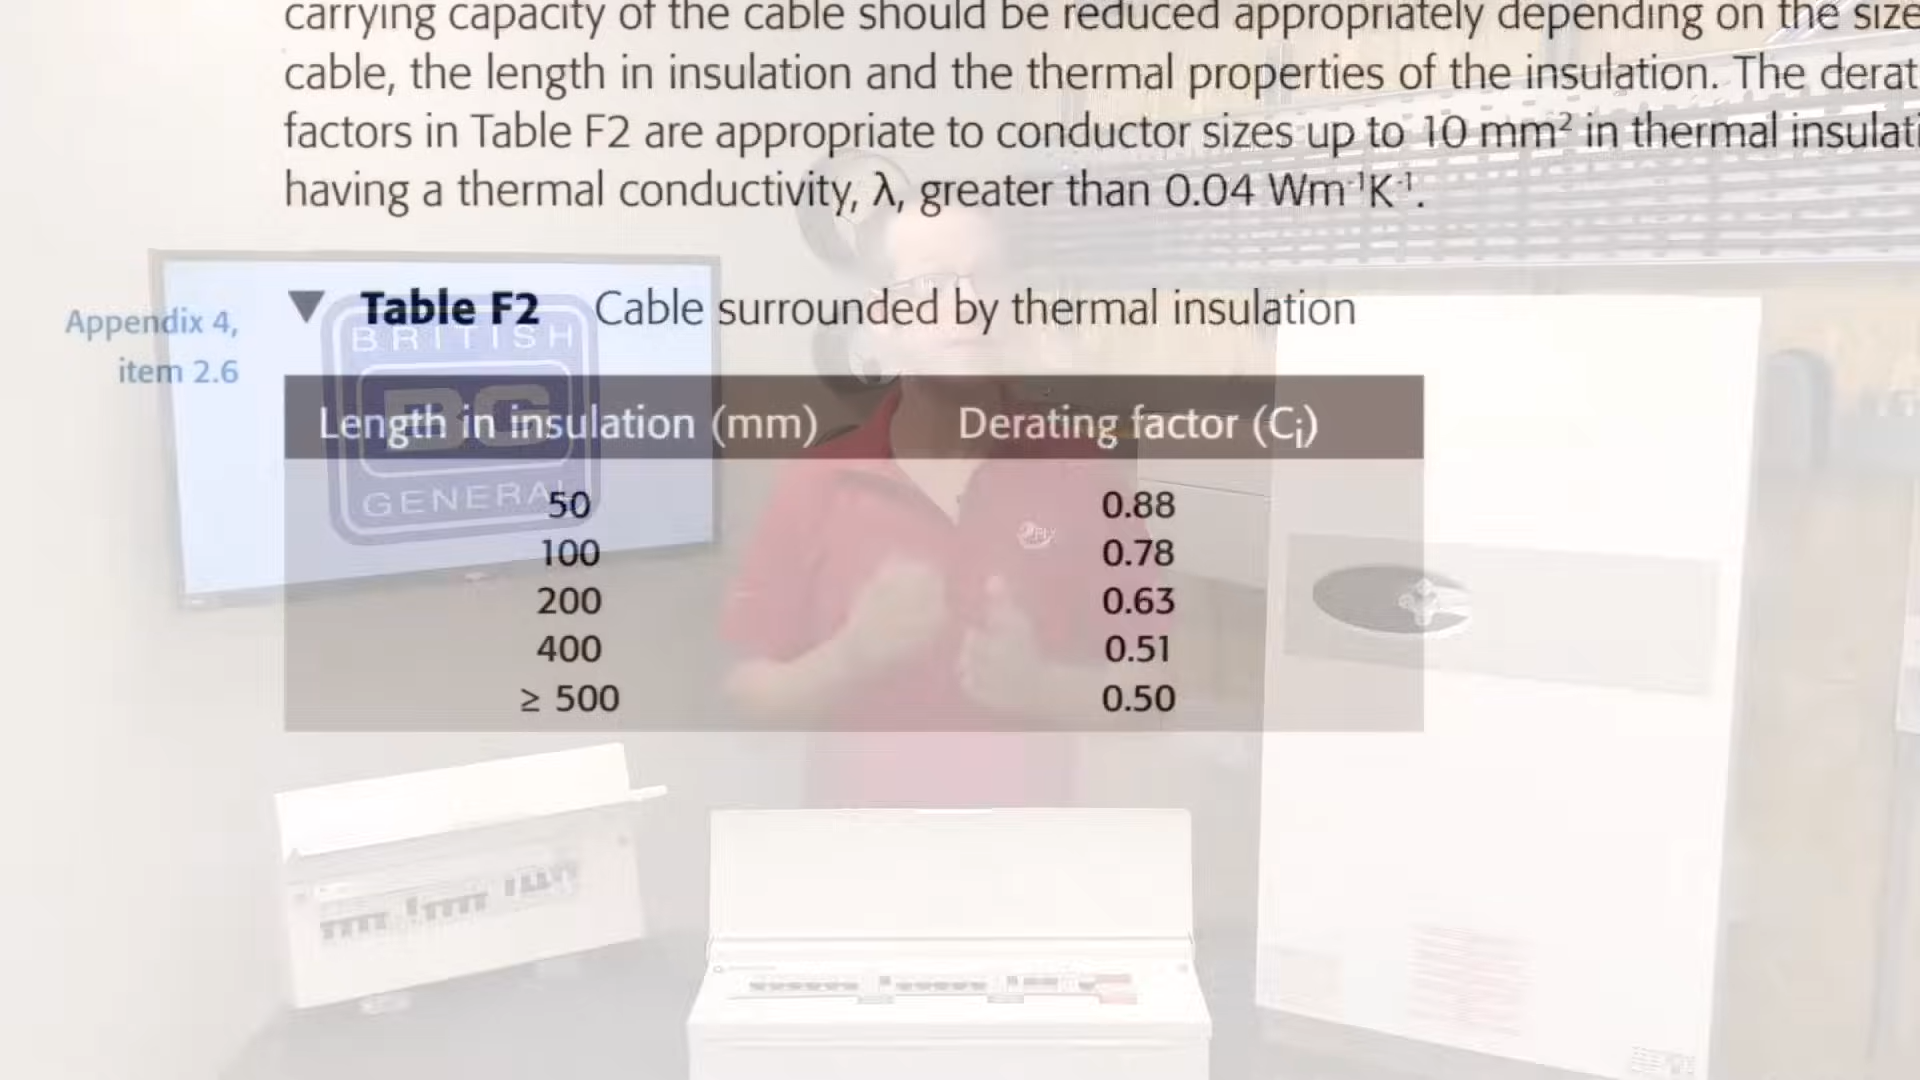 carrying capacity of the cable should be reduced appropriately depending on the size
cable, the length in insulation and the thermal properties of the insulation. The derat
factors in Table F2 are appropriate to conductor sizes up to 10 mm² in thermal insulati
having a thermal conductivity, λ, greater than 0.04 Wm⁻¹K⁻¹.
Appendix 4,
item 2.6
▼ Table F2 Cable surrounded by thermal insulation
BRITISH
BG
GENERAL
Length in insulation (mm) Derating factor (Ci)
50 0.88
100 0.78
200 0.63
400 0.51
≥ 500 0.50